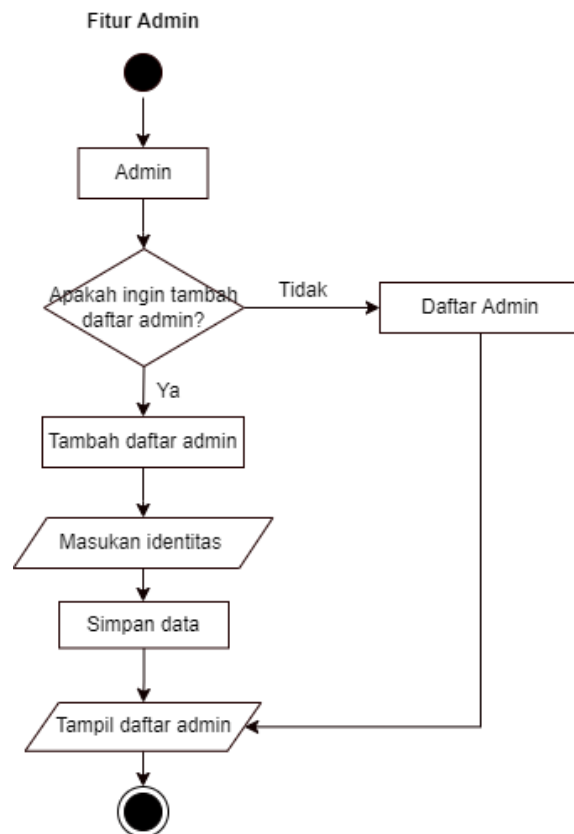 Fitur Admin
Admin
Apakah ingin tambah
daftar admin?
Tidak
Daftar Admin
Ya
Tambah daftar admin
Masukan identitas
Simpan data
Tampil daftar admin